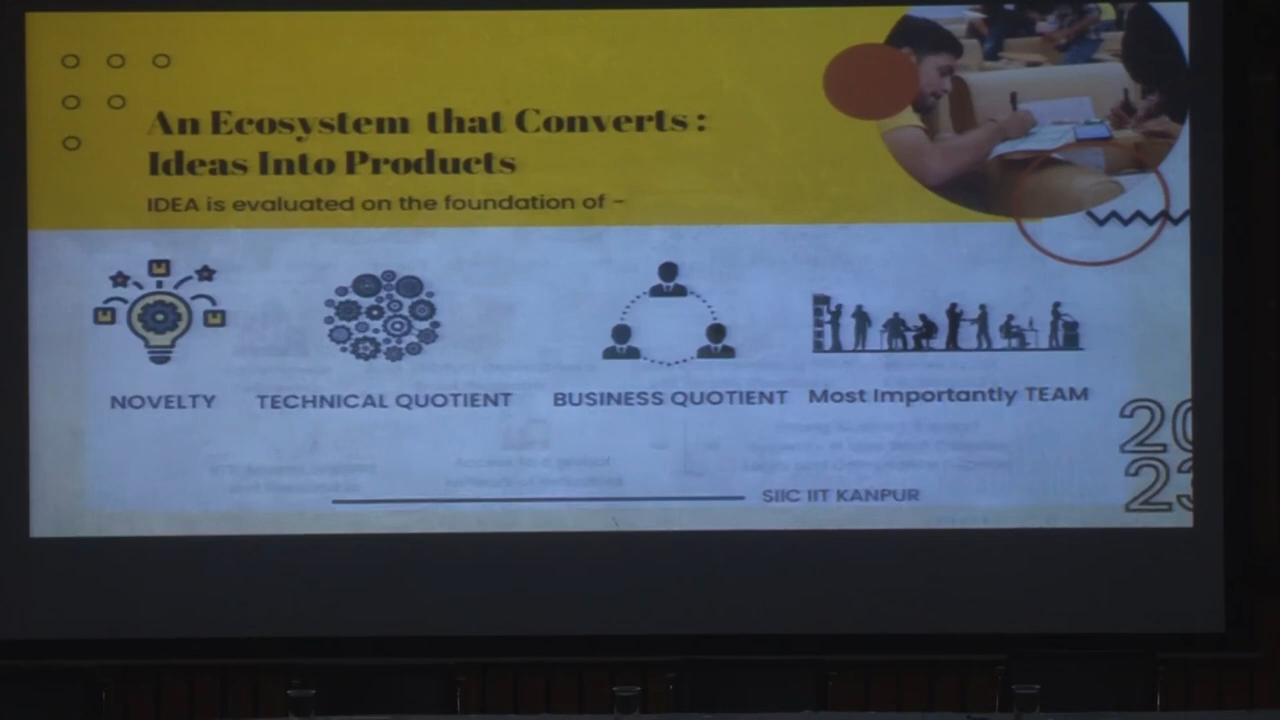 An Ecosystem that Converts :
Ideas Into Products
IDEA is evaluated on the foundation of -
NOVELTY
TECHNICAL QUOTIENT
BUSINESS QUOTIENT
Most Importantly TEAM
SIIC IIT KANPUR
20
23